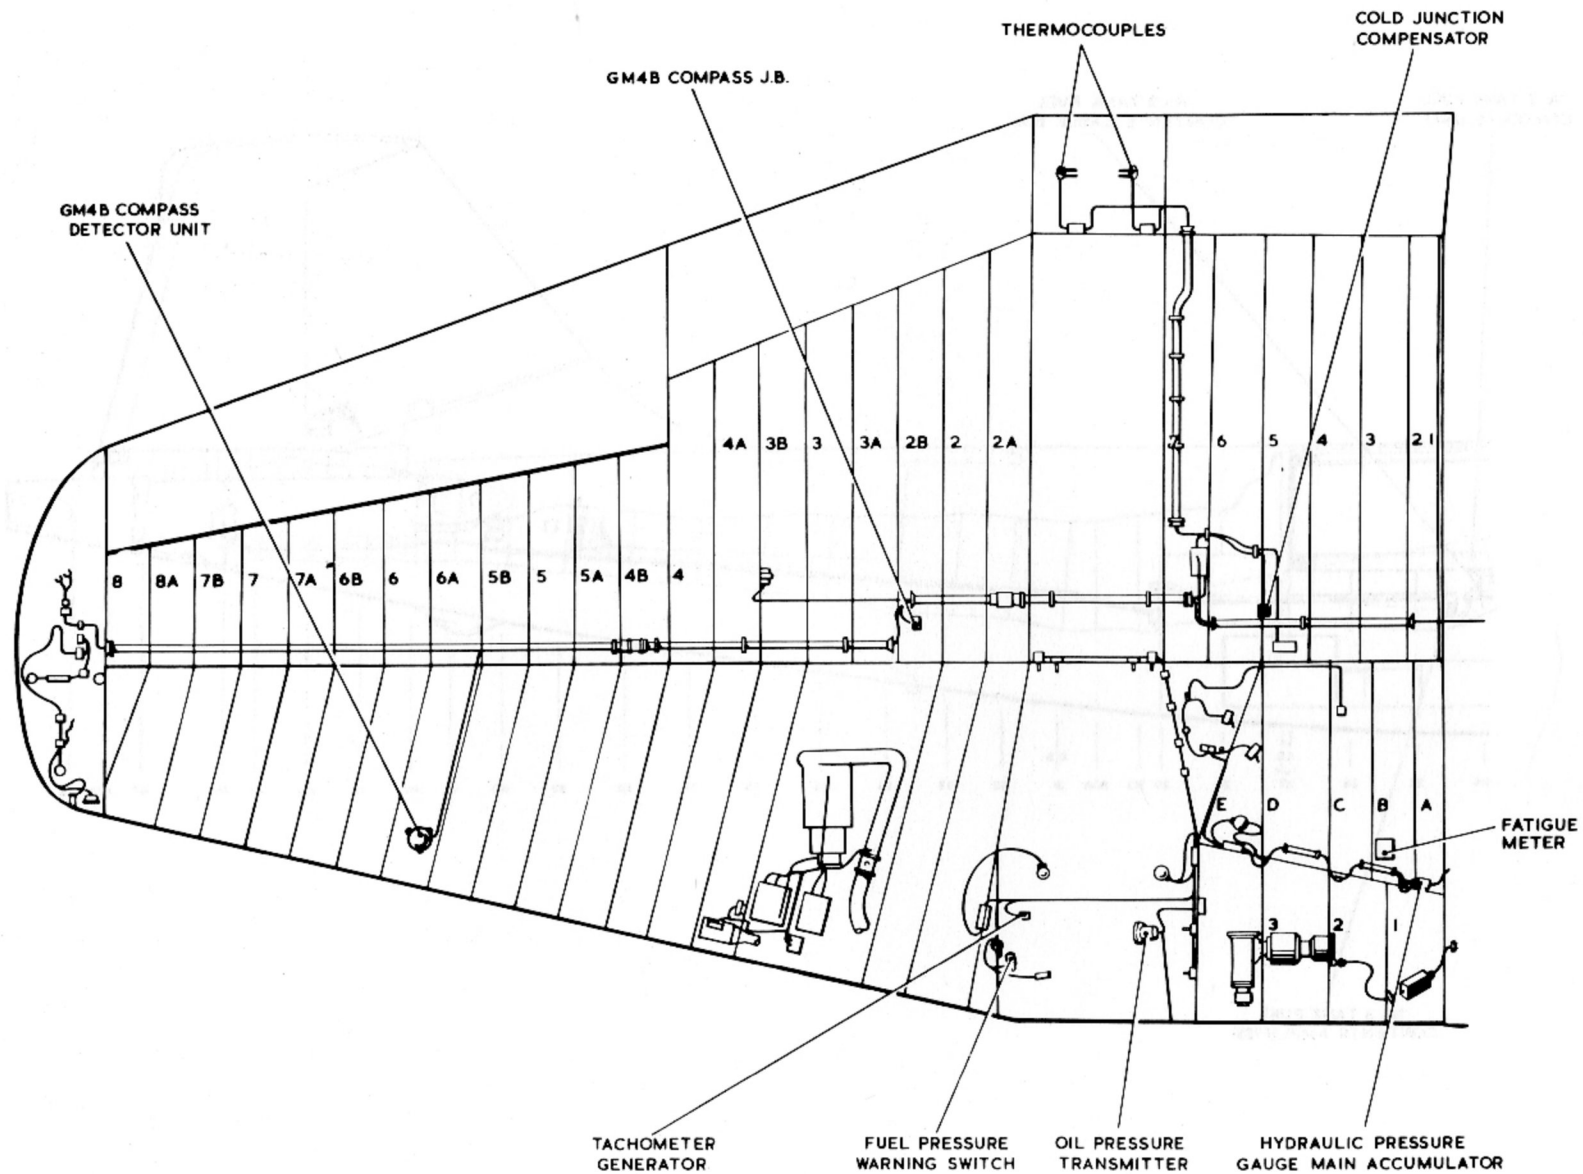 THERMOCOUPLES
COLD JUNCTION
COMPENSATOR
GM4B COMPASS J.B.
GM4B COMPASS
DETECTOR UNIT
4A 3B 3 3A 2B 2 2A 7 6 5 4 3 2 1
8 8A 7B 7 7A 6B 6 6A 5B 5 5A 4B 4
E D C B A
FATIGUE
METER
3 2 1
TACHOMETER
GENERATOR
FUEL PRESSURE
WARNING SWITCH
OIL PRESSURE
TRANSMITTER
HYDRAULIC PRESSURE
GAUGE MAIN ACCUMULATOR